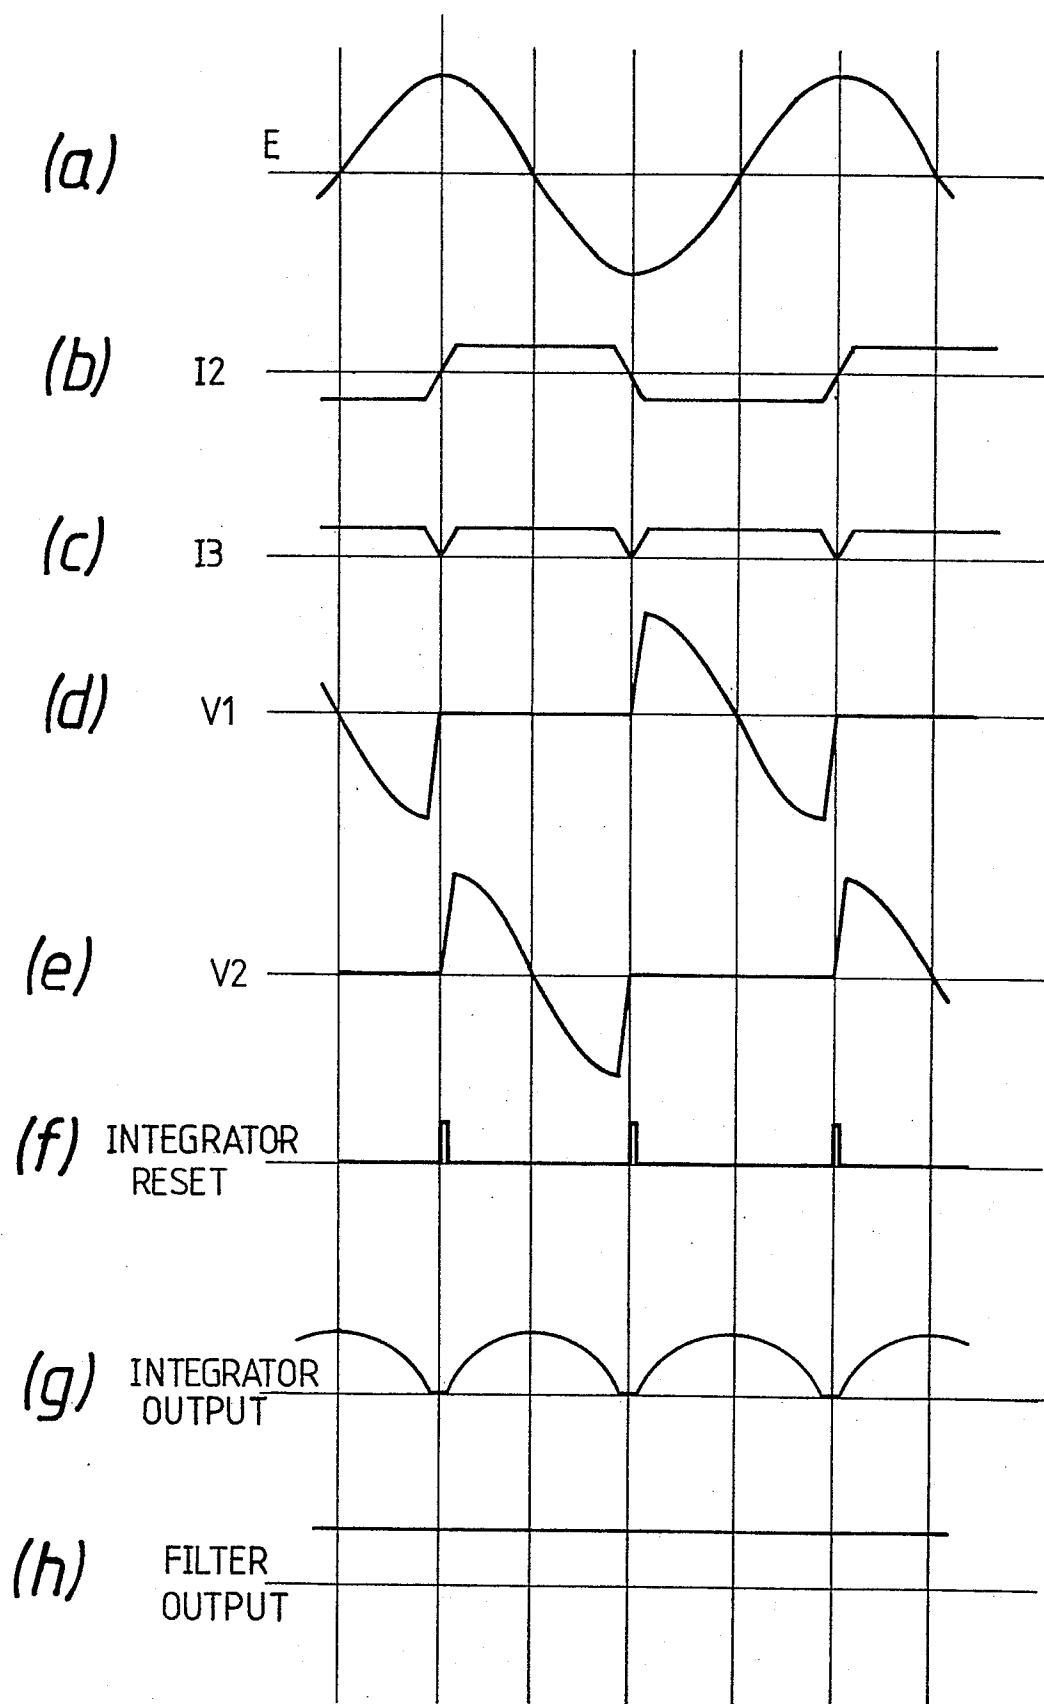 (a) E
(b) I2
(c) I3
(d) V1
(e) V2
(f) INTEGRATOR
RESET
(g) INTEGRATOR
OUTPUT
(h) FILTER
OUTPUT